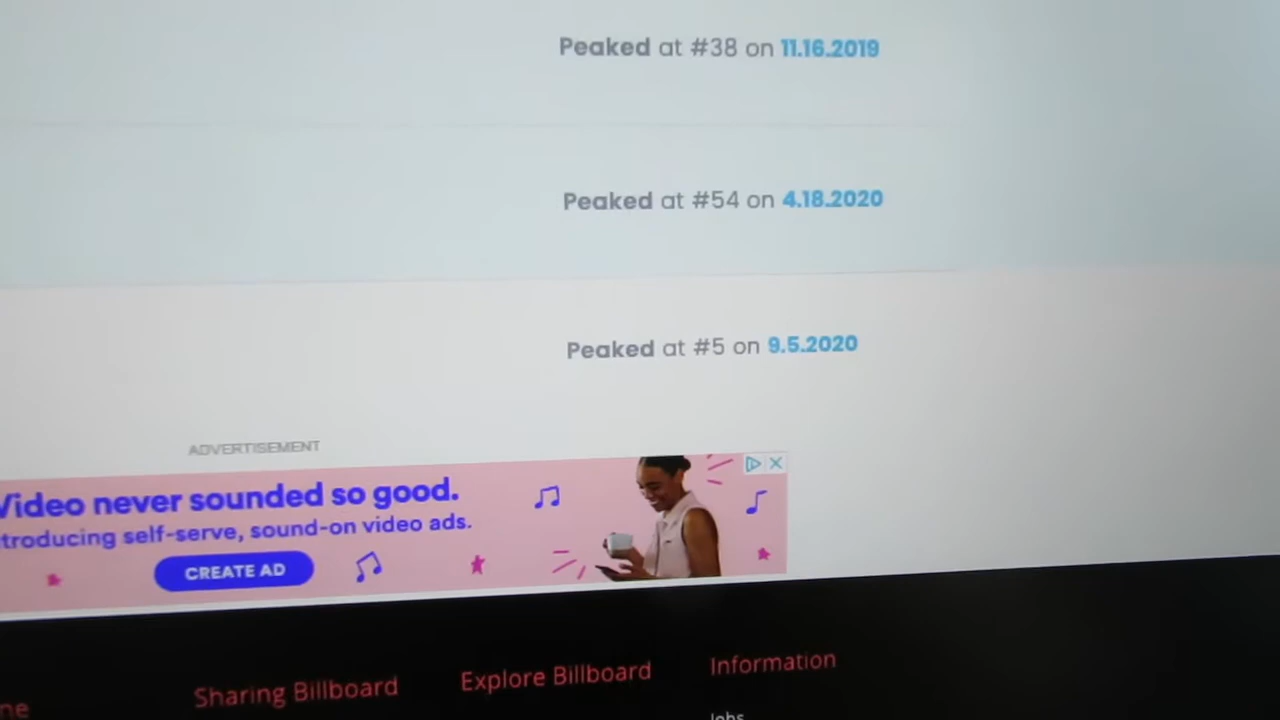 Peaked at #38 on 11.16.2019
Peaked at #54 on 4.18.2020
Peaked at #5 on 9.5.2020
ADVERTISEMENT
Video never sounded so good.
troducing self-serve, sound-on video ads.
CREATE AD
ne
Sharing Billboard
Explore Billboard
Information
Jobs